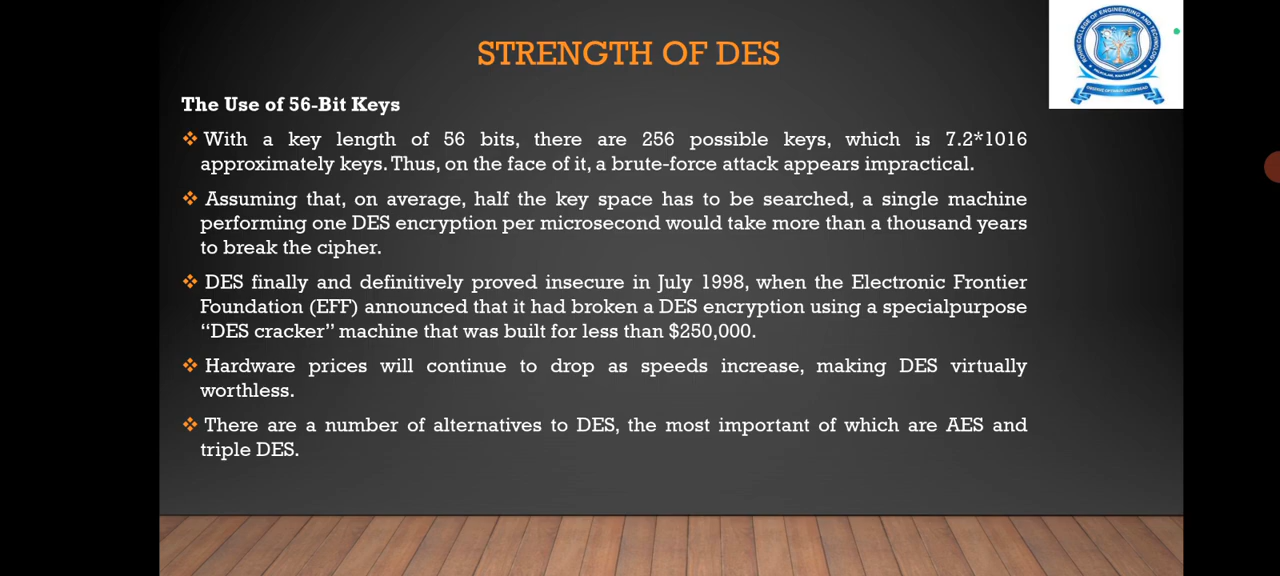 STRENGTH OF DES
The Use of 56-Bit Keys
❖ With a key length of 56 bits, there are 256 possible keys, which is 7.2*1016
approximately keys. Thus, on the face of it, a brute-force attack appears impractical.
❖ Assuming that, on average, half the key space has to be searched, a single machine
performing one DES encryption per microsecond would take more than a thousand years
to break the cipher.
❖ DES finally and definitively proved insecure in July 1998, when the Electronic Frontier
Foundation (EFF) announced that it had broken a DES encryption using a specialpurpose
“DES cracker” machine that was built for less than $250,000.
❖ Hardware prices will continue to drop as speeds increase, making DES virtually
worthless.
❖ There are a number of alternatives to DES, the most important of which are AES and
triple DES.
COLLEGE OF ENGINEERING AND TECHNOLOGY